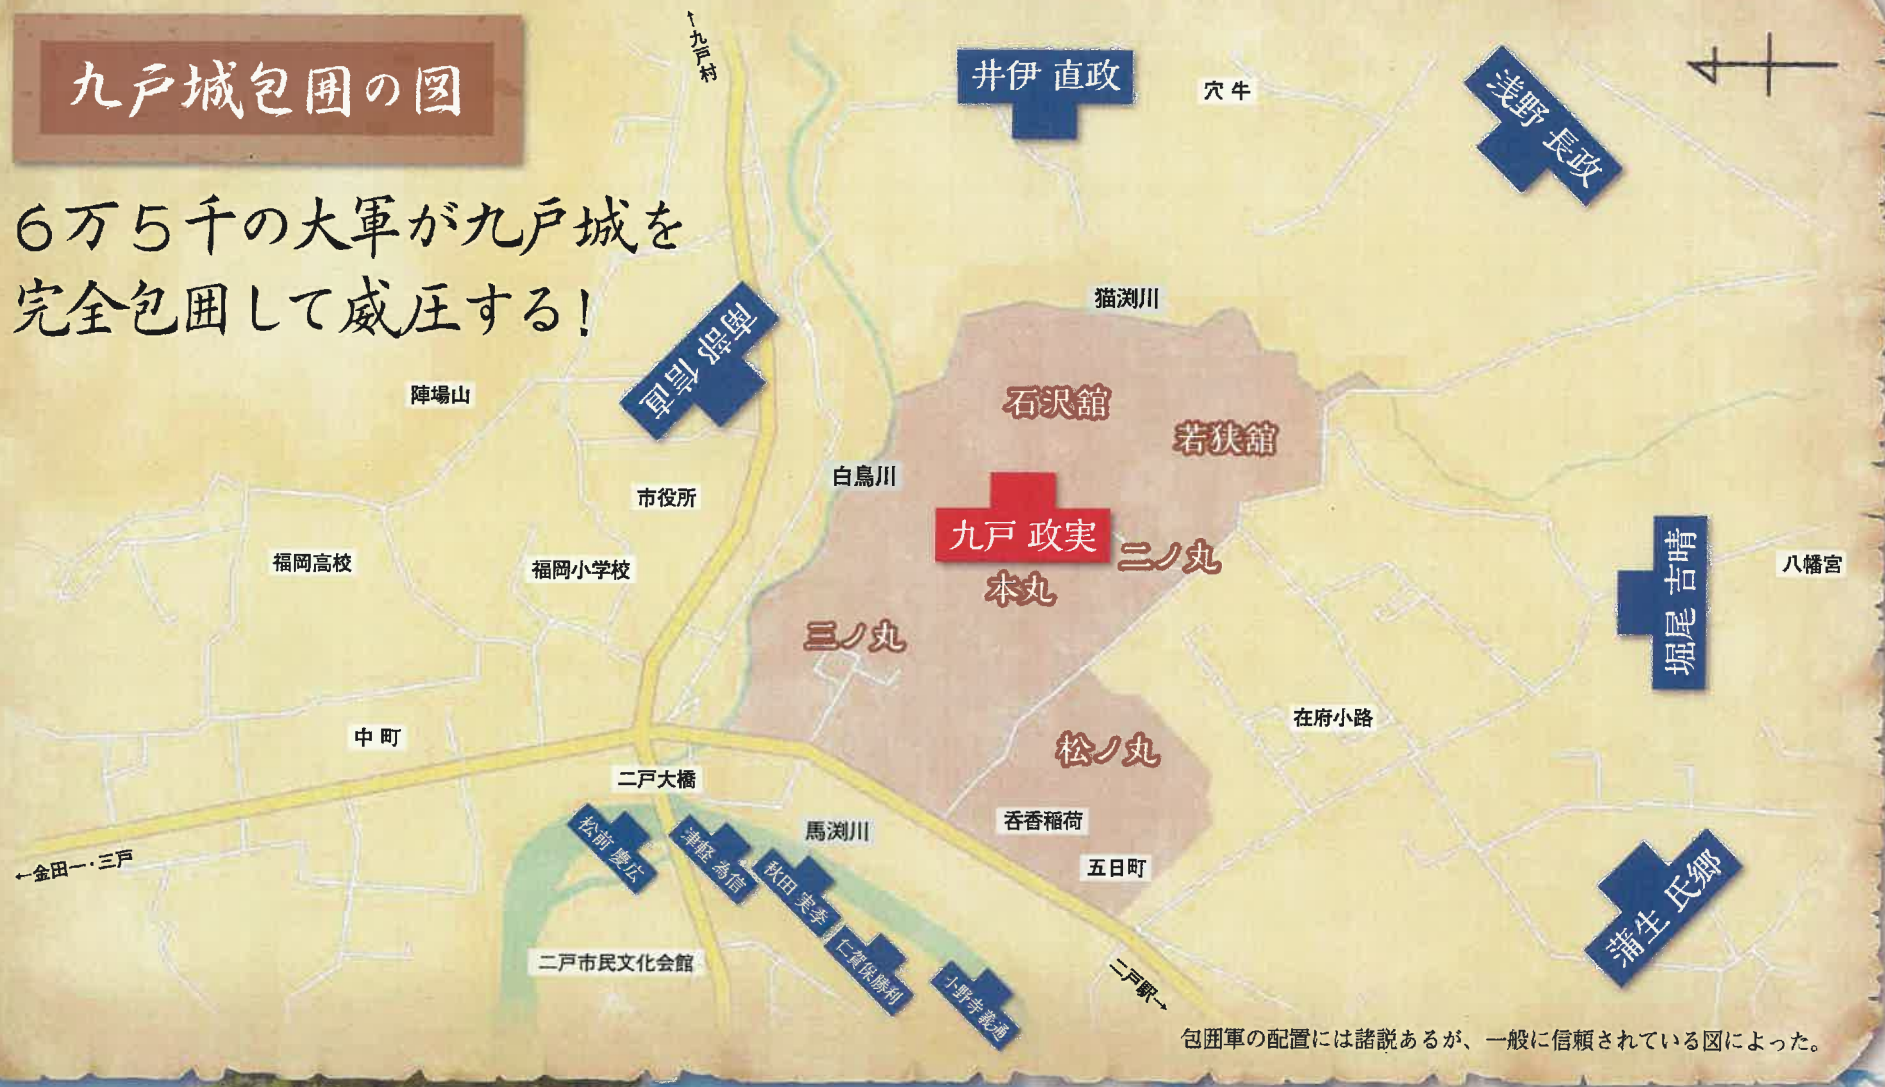 九戸城包囲の図
6万5千の大軍が九戸城を
完全包囲して威圧する!
←九戸村
井伊 直政
穴牛
浅野 長政
南部 信直
猫渕川
陣場山
石沢舘
若狭舘
白鳥川
市役所
九戸 政実
二ノ丸
本丸
堀尾 吉晴
八幡宮
福岡高校
福岡小学校
三ノ丸
在府小路
中町
松ノ丸
二戸大橋
馬渕川
呑香稲荷
五日町
←金田一・三戸
松前 慶広
津軽 為信
秋田 実季
仁賀保勝利
小野寺義通
蒲生 氏郷
二戸市民文化会館
二戸駅→
包囲軍の配置には諸説あるが、一般に信頼されている図によった。